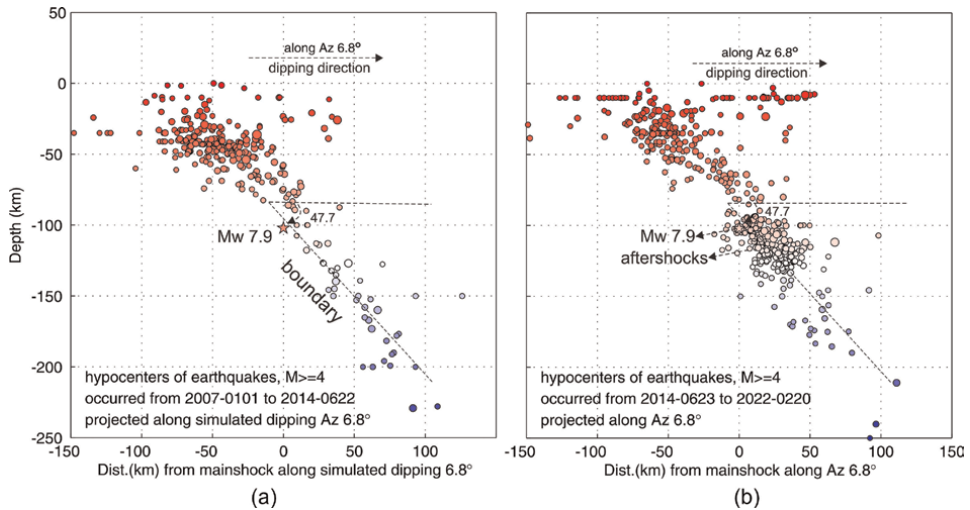 50
0
-50
-100
-150
-200
-250
Depth (km)
along Az 6.8°
dipping direction
47.7
Mw 7.9
boundary
hypocenters of earthquakes, M>=4
occurred from 2007-0101 to 2014-0622
projected along simulated dipping Az 6.8°
-150
-100
-50
0
50
100
150
Dist.(km) from mainshock along simulated dipping 6.8°
(a)
along Az 6.8°
dipping direction
47.7
Mw 7.9
aftershocks
hypocenters of earthquakes, M>=4
occurred from 2014-0623 to 2022-0220
projected along simulated dipping Az 6.8°
-150
-100
-50
0
50
100
150
Dist.(km) from mainshock along Az 6.8°
(b)